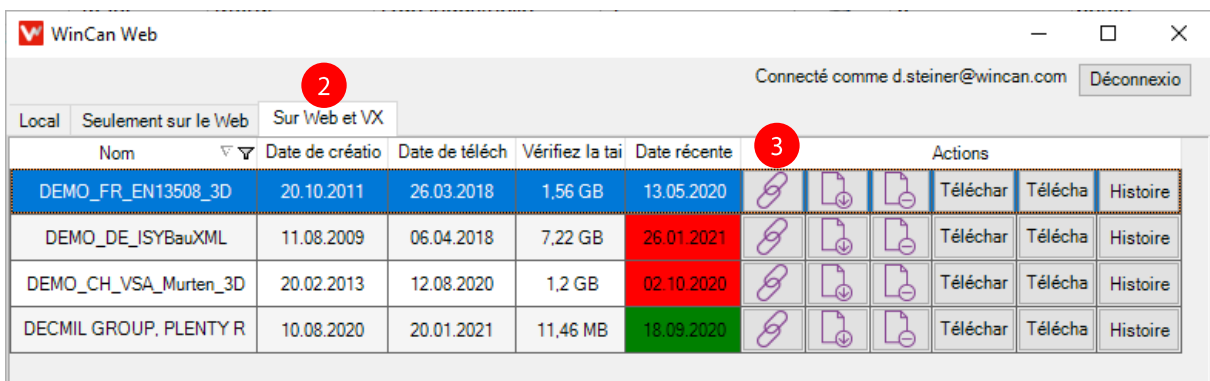 WinCan Web
Connecté comme d.steiner@wincan.com Déconnexio
2
Local Seulement sur le Web Sur Web et VX
3
Nom Date de créatio Date de téléch Vérifiez la tai Date récente Actions
DEMO_FR_EN13508_3D 20.10.2011 26.03.2018 1,56 GB 13.05.2020 Téléchar Télécha Histoire
DEMO_DE_ISYBauXML 11.08.2009 06.04.2018 7,22 GB 26.01.2021 Téléchar Télécha Histoire
DEMO_CH_VSA_Murten_3D 20.02.2013 12.08.2020 1,2 GB 02.10.2020 Téléchar Télécha Histoire
DECMIL GROUP, PLENTY R 10.08.2020 20.01.2021 11,46 MB 18.09.2020 Téléchar Télécha Histoire